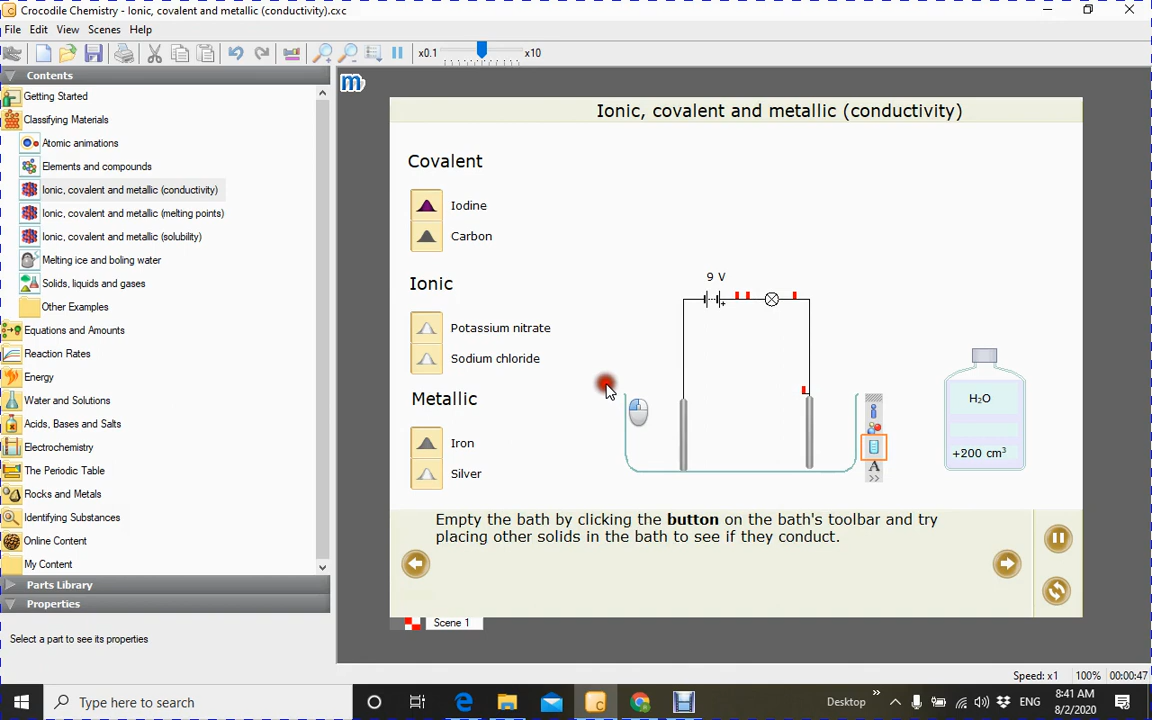 Crocodile Chemistry - Ionic, covalent and metallic (conductivity).cxc
File Edit View Scenes Help
x0.1 x10
Contents
Getting Started
Classifying Materials
Atomic animations
Elements and compounds
Ionic, covalent and metallic (conductivity)
Ionic, covalent and metallic (melting points)
Ionic, covalent and metallic (solubility)
Melting ice and boiling water
Solids, liquids and gases
Other Examples
Equations and Amounts
Reaction Rates
Energy
Water and Solutions
Acids, Bases and Salts
Electrochemistry
The Periodic Table
Rocks and Metals
Identifying Substances
Online Content
My Content
Parts Library
Properties
Select a part to see its properties
m
Ionic, covalent and metallic (conductivity)
Covalent
Iodine
Carbon
Ionic
Potassium nitrate
Sodium chloride
Metallic
Iron
Silver
9 V
+
A
>>
H₂O
+200 cm³
Empty the bath by clicking the button on the bath's toolbar and try
placing other solids in the bath to see if they conduct.
Scene 1
Speed: x1 100% 00:00:47
Type here to search
Desktop » ENG
8:41 AM
8/2/2020